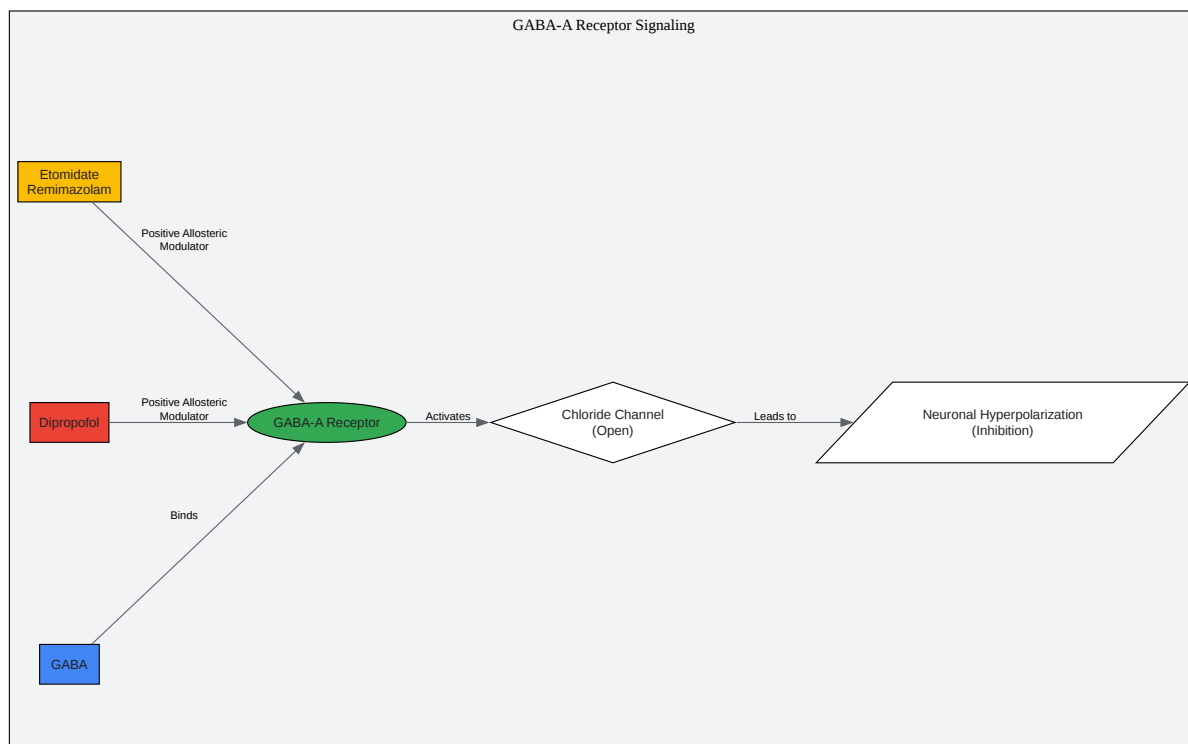 GABA-A Receptor Signaling
Etomidate
Remimazolam
Positive Allosteric
Modulator
Dipropofol
Positive Allosteric
Modulator
GABA-A Receptor
Activates
Chloride Channel
(Open)
Leads to
Neuronal Hyperpolarization
(Inhibition)
Binds
GABA